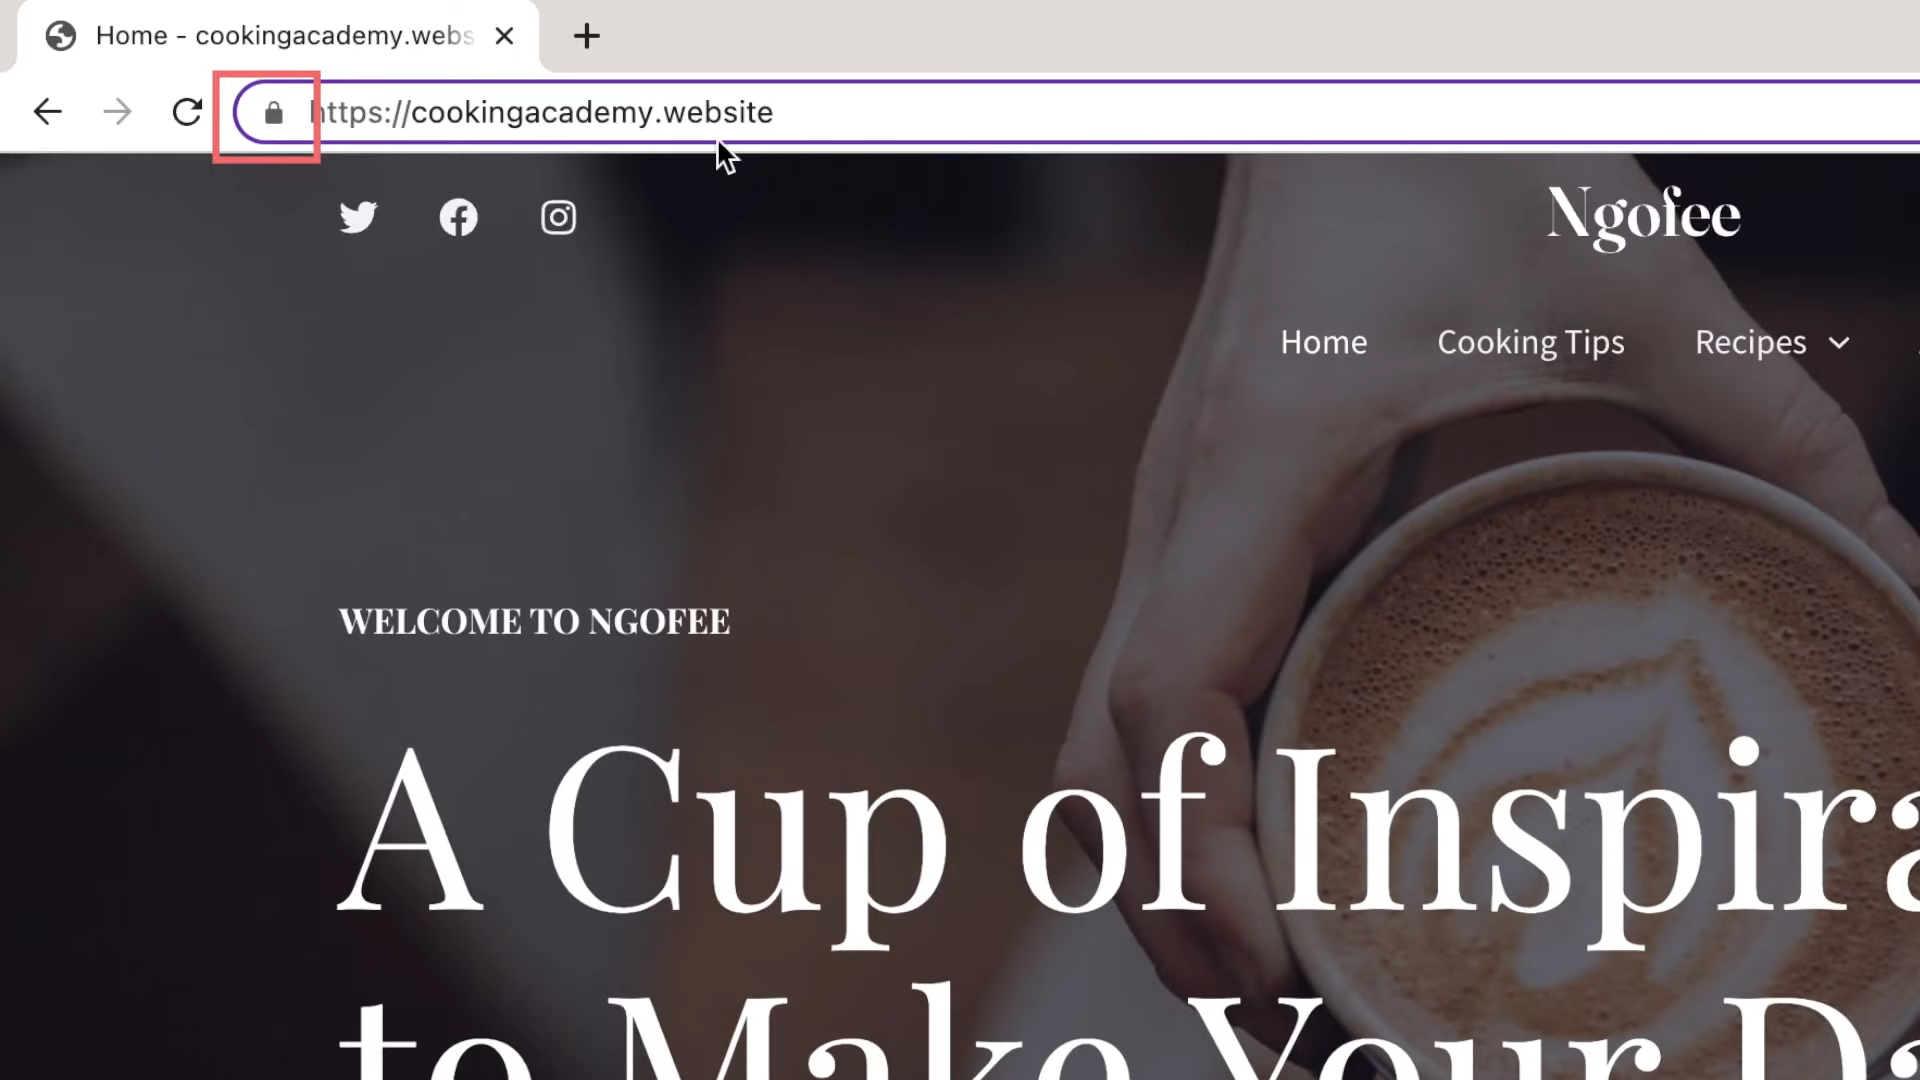 Home - cookingacademy.webs
https://cookingacademy.website
Ngofee
Home Cooking Tips Recipes
WELCOME TO NGOFEE
A Cup of Inspira
to Make Your Da